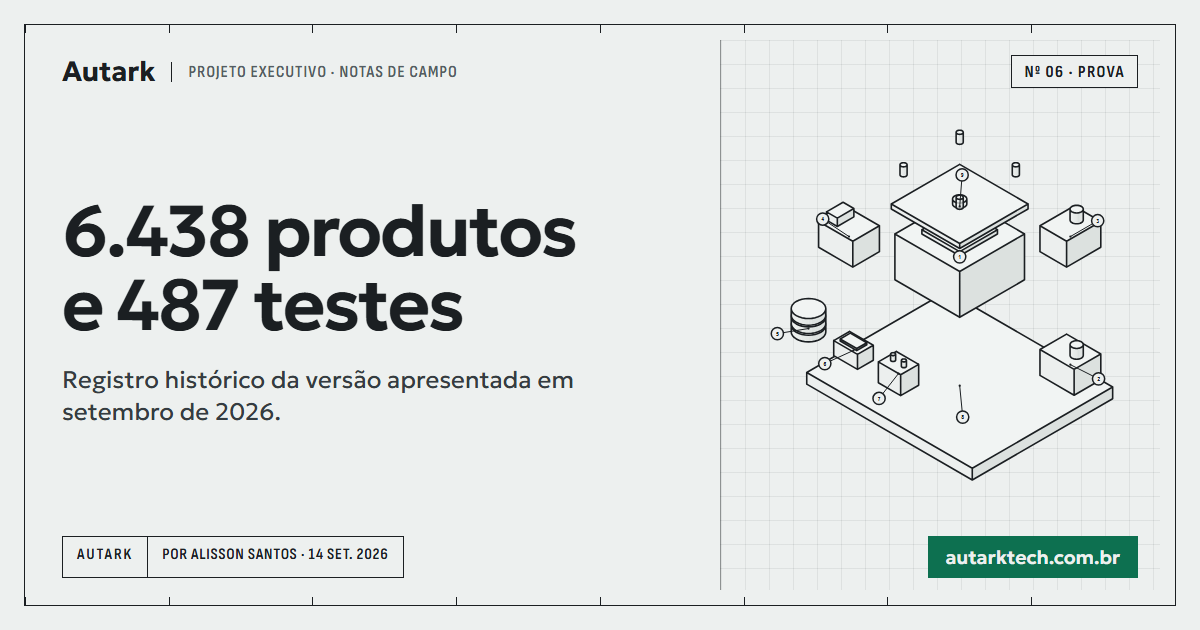 Autark
PROJETO EXECUTIVO · NOTAS DE CAMPO
Nº 06 · PROVA
6.438 produtos
e 487 testes
Registro histórico da versão apresentada em
setembro de 2026.
AUTARK
POR ALISSON SANTOS · 14 SET. 2026
autarktech.com.br